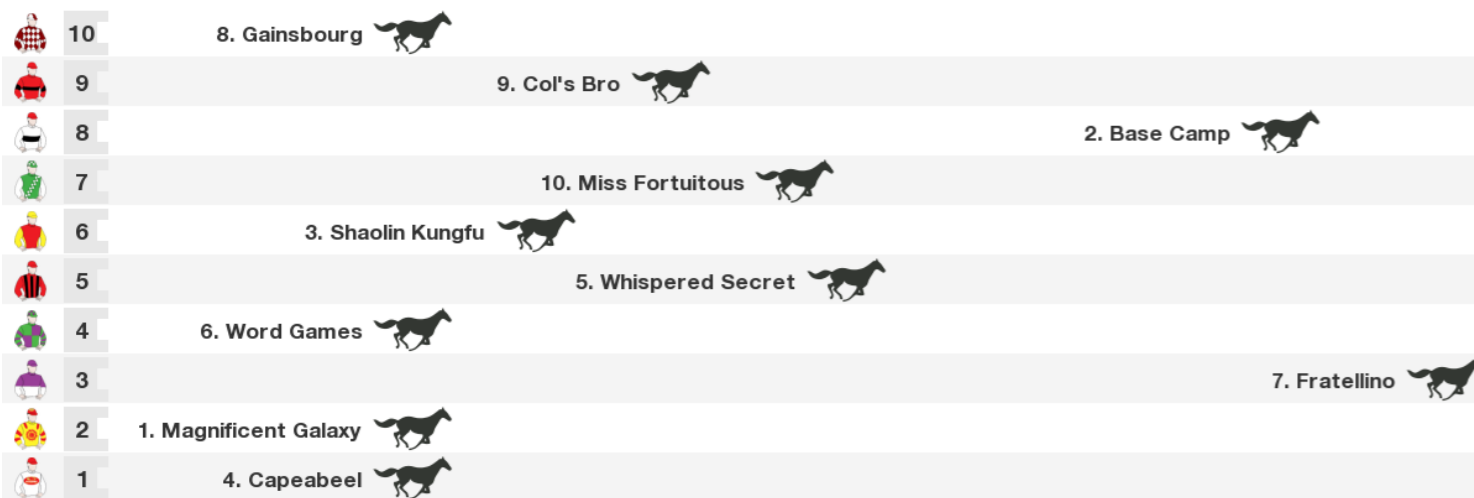 10 8. Gainsbourg
9 9. Col's Bro
8 2. Base Camp
7 10. Miss Fortuitous
6 3. Shaolin Kungfu
5 5. Whispered Secret
4 6. Word Games
3 7. Fratellino
2 1. Magnificent Galaxy
1 4. Capeabeel